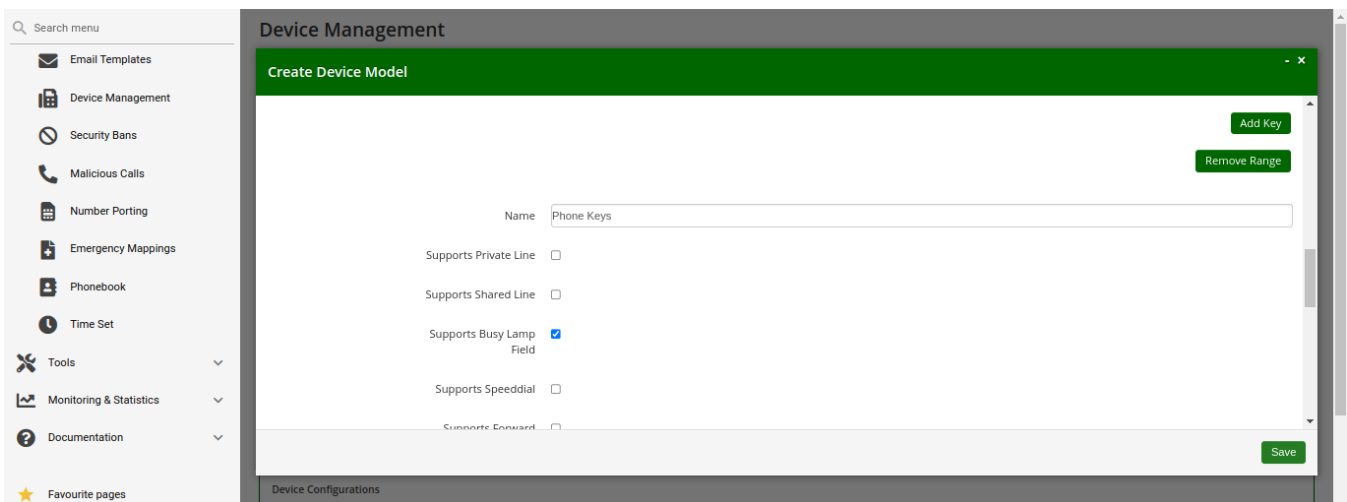 Search menu
Email Templates
Device Management
Security Bans
Malicious Calls
Number Porting
Emergency Mappings
Phonebook
Time Set
Tools
Monitoring & Statistics
Documentation
Favourite pages
Device Management
Create Device Model
- ×
Add Key
Remove Range
Name Phone Keys
Supports Private Line
Supports Shared Line
Supports Busy Lamp
Field
Supports Speeddial
Supports Forward
Save
Device Configurations